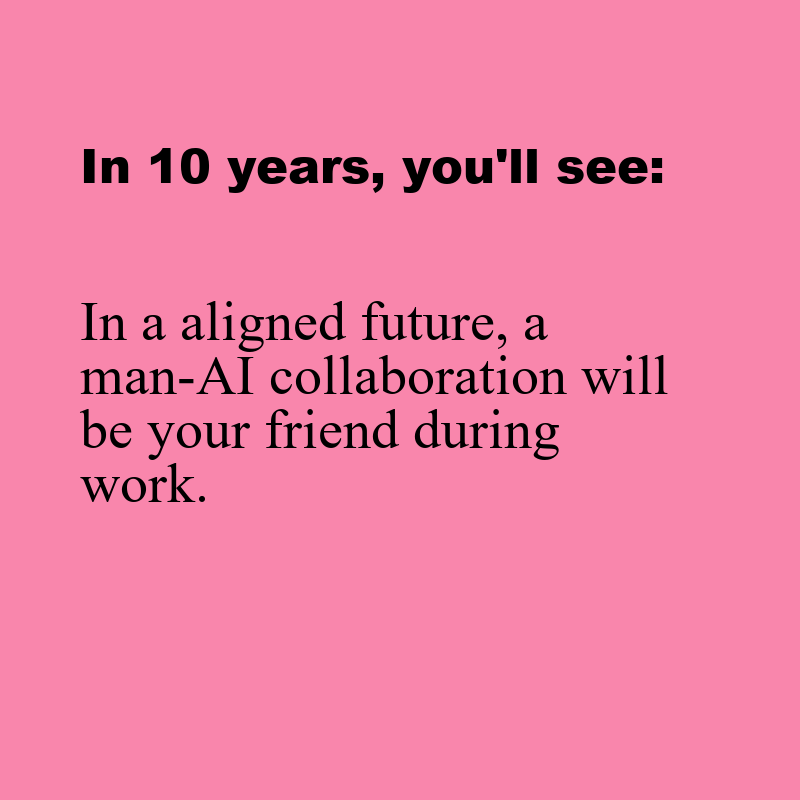 In 10 years, you'll see:
In a aligned future, a
man-AI collaboration will
be your friend during
work.